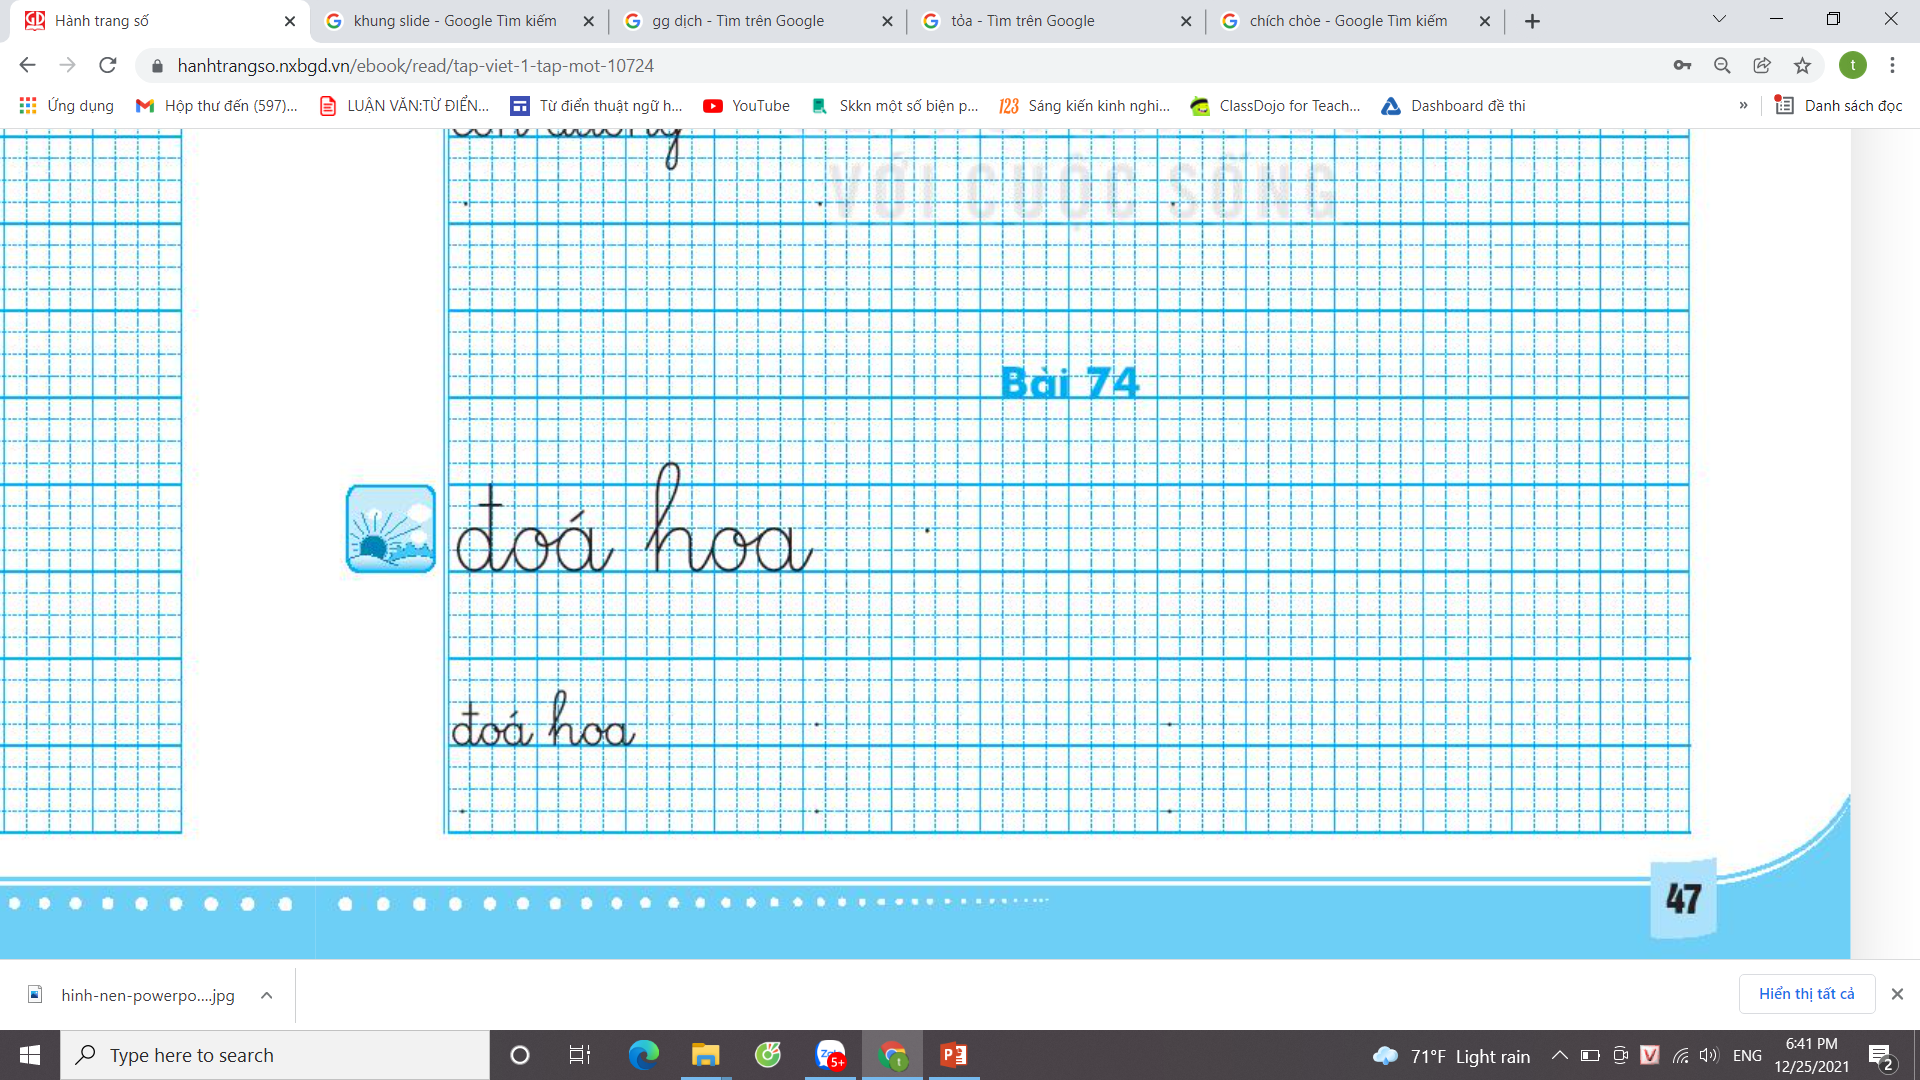 Hành trang số
khung slide - Google Tìm kiếm
gg dịch - Tìm trên Google
tỏa - Tìm trên Google
chích chòe - Google Tìm kiếm
hanhtrangso.nxbgd.vn/ebook/read/tap-viet-1-tap-mot-10724
t
Ứng dụng
Hộp thư đến (597)...
LUẬN VĂN:TỪ ĐIỂN...
Từ điển thuật ngữ h...
YouTube
Skkn một số biện p...
123 Sáng kiến kinh nghi...
ClassDojo for Teach...
Dashboard đề thi
»
Danh sách đọc
VỚI CUỘC SỐNG
Bài 74
đoá hoa
đoá hoa
47
hinh-nen-powerpo....jpg
Hiển thị tất cả
Type here to search
5+
71°F Light rain
ENG
6:41 PM
12/25/2021
2